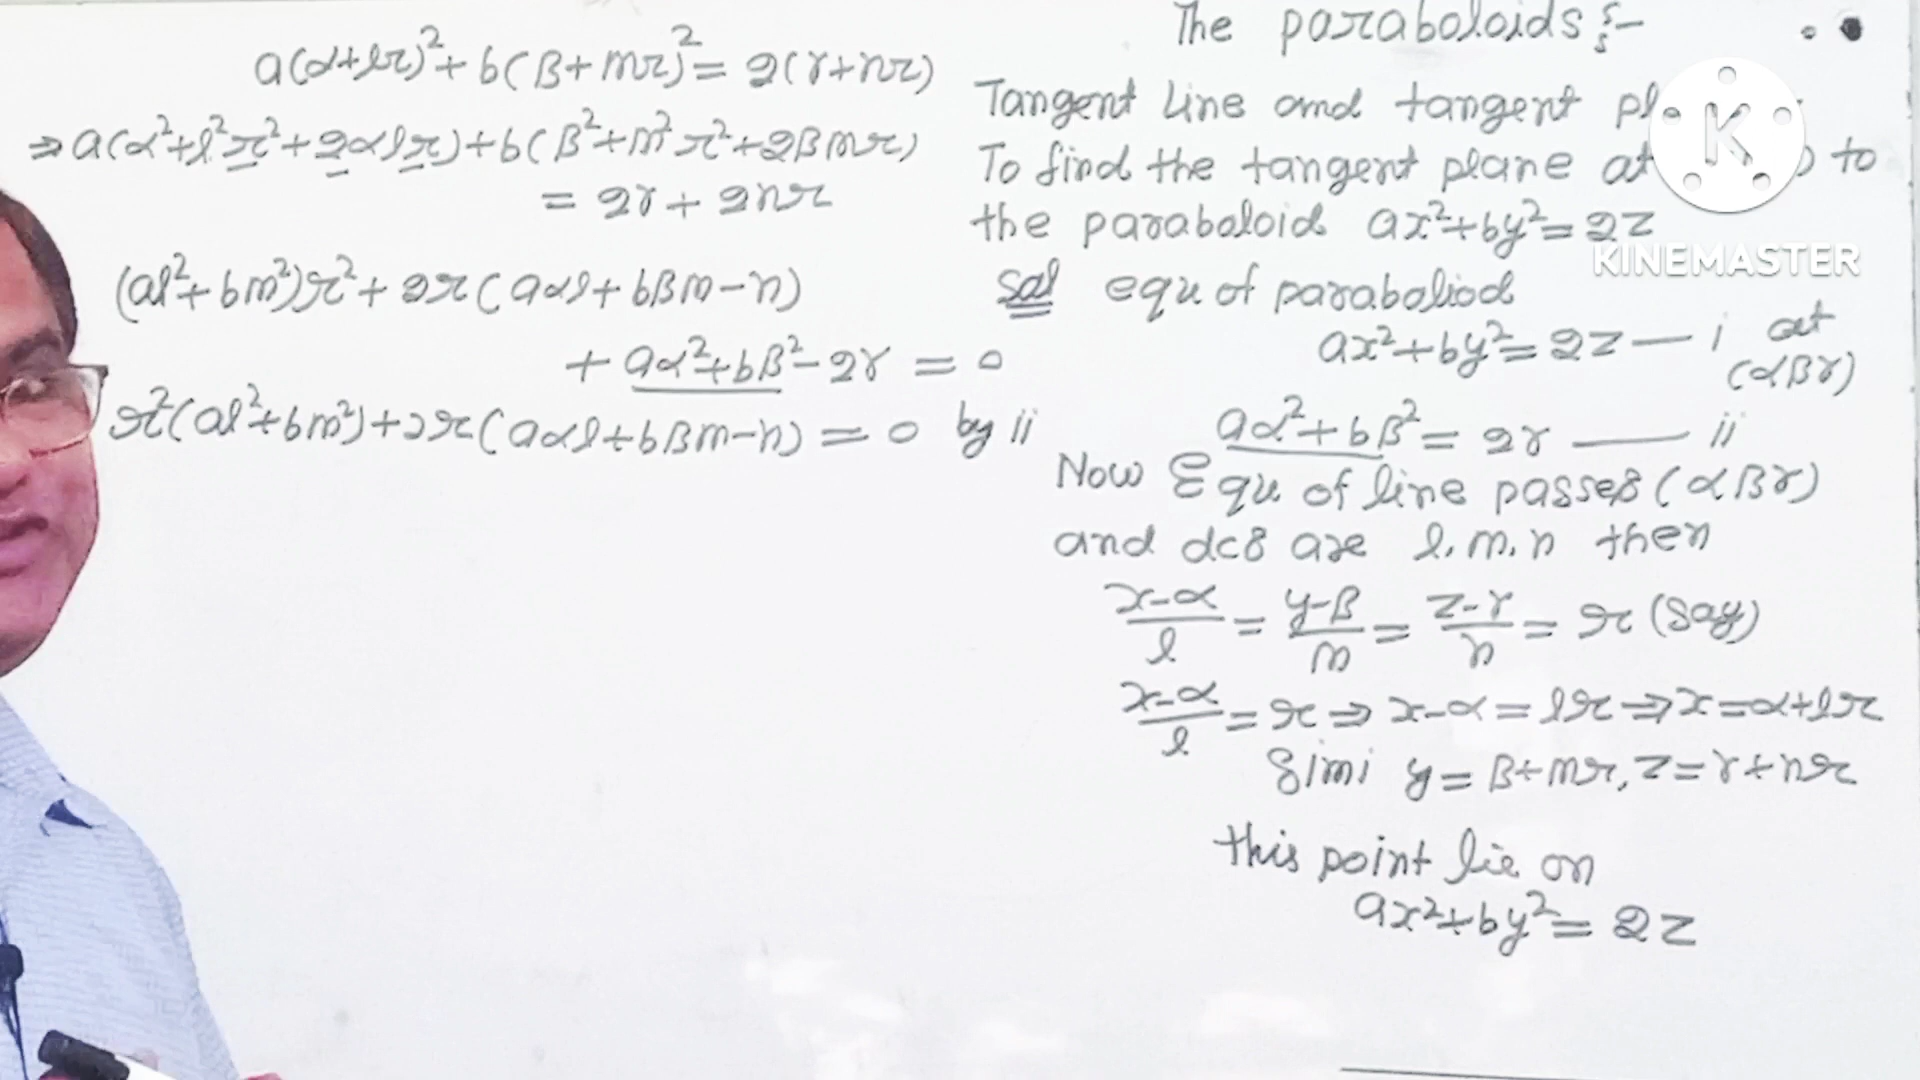 The paraboloids :-
Tangent Line and tangent
To find the tangent plane at to
the paraboloid ax²+by²=2z
Sol equ of paraboliod
ax²+by²=2z — i at
(αβγ)
aα²+bβ²=2γ — ii
Now Equ of line passes (αβγ)
and dcs are l.m.n then
x-α/l = y-β/m = z-γ/n = r (say)
x-α/l = r ⇒ x-α = lr ⇒ x=α+lr
Simi y=β+mr, z=γ+nr
this point lie on
ax²+by²=2z
a(α+lr)²+b(β+mr)²=2(γ+nr)
⇒a(α²+l²r²+2αlr)+b(β²+m²r²+2βmr)
=2γ+2nr
(al²+bm²)r²+2r(aαl+bβm-n)
+aα²+bβ²-2γ=0
r²(al²+bm²)+2r(aαl+bβm-n)=0 by ii
K
KINEMASTER